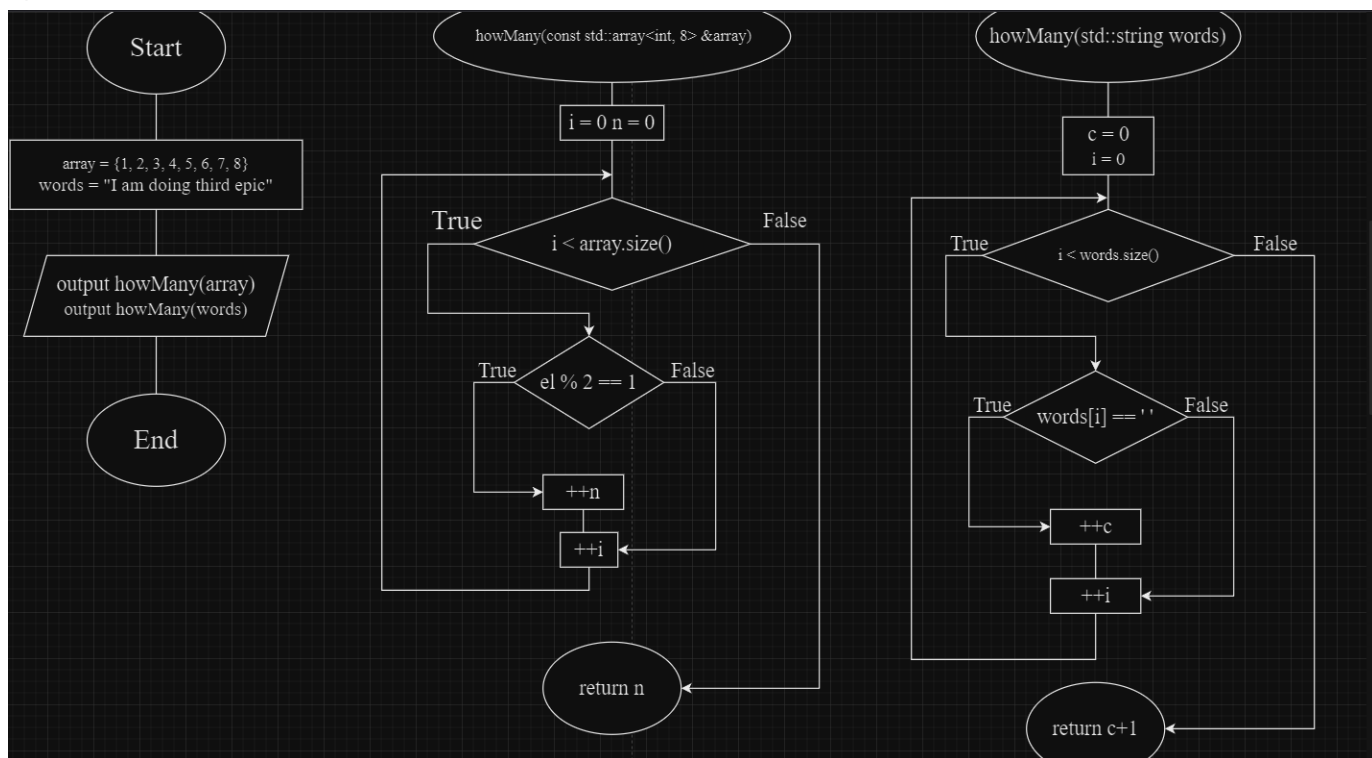 Start
array = {1, 2, 3, 4, 5, 6, 7, 8}
words = "I am doing third epic"
output howMany(array)
output howMany(words)
End
howMany(const std::array<int, 8> &array)
i = 0 n = 0
True
False
i < array.size()
True
False
el % 2 == 1
++n
++i
return n
howMany(std::string words)
c = 0
i = 0
True
False
i < words.size()
True
False
words[i] == ' '
++c
++i
return c+1